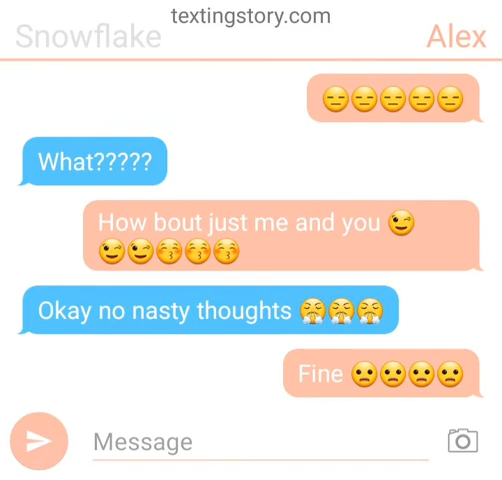 textingstory.com
Snowflake
Alex
😑😑😑😑😑
What?????
How bout just me and you 😉
😉😉😚😚😚
Okay no nasty thoughts 😤😤😤
Fine 😦😦😦😦
Message